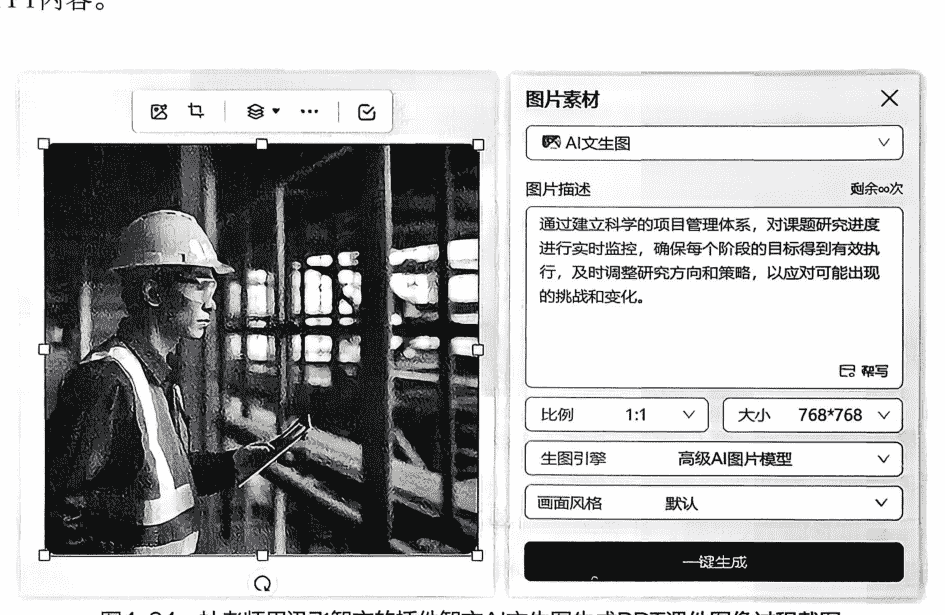 图片素材
AI文生图
图片描述 剩余∞次
通过建立科学的项目管理体系，对课题研究进度
进行实时监控，确保每个阶段的目标得到有效执
行，及时调整研究方向和策略，以应对可能出现
的挑战和变化。
帮写
比例 1:1 大小 768*768
生图引擎 高级AI图片模型
画面风格 默认
一键生成